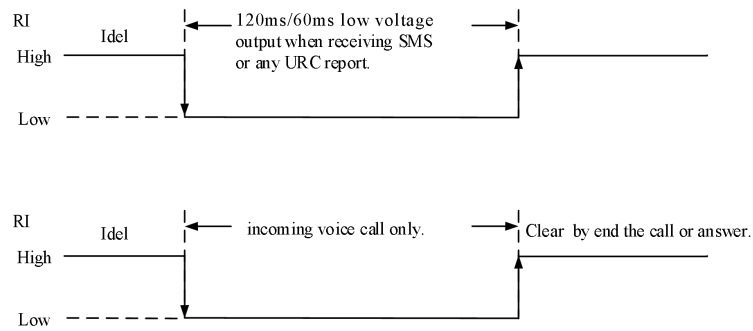 RI
Idel
120ms/60ms low voltage
output when receiving SMS
or any URC report.
High
Low
RI
Idel
incoming voice call only.
Clear by end the call or answer.
High
Low